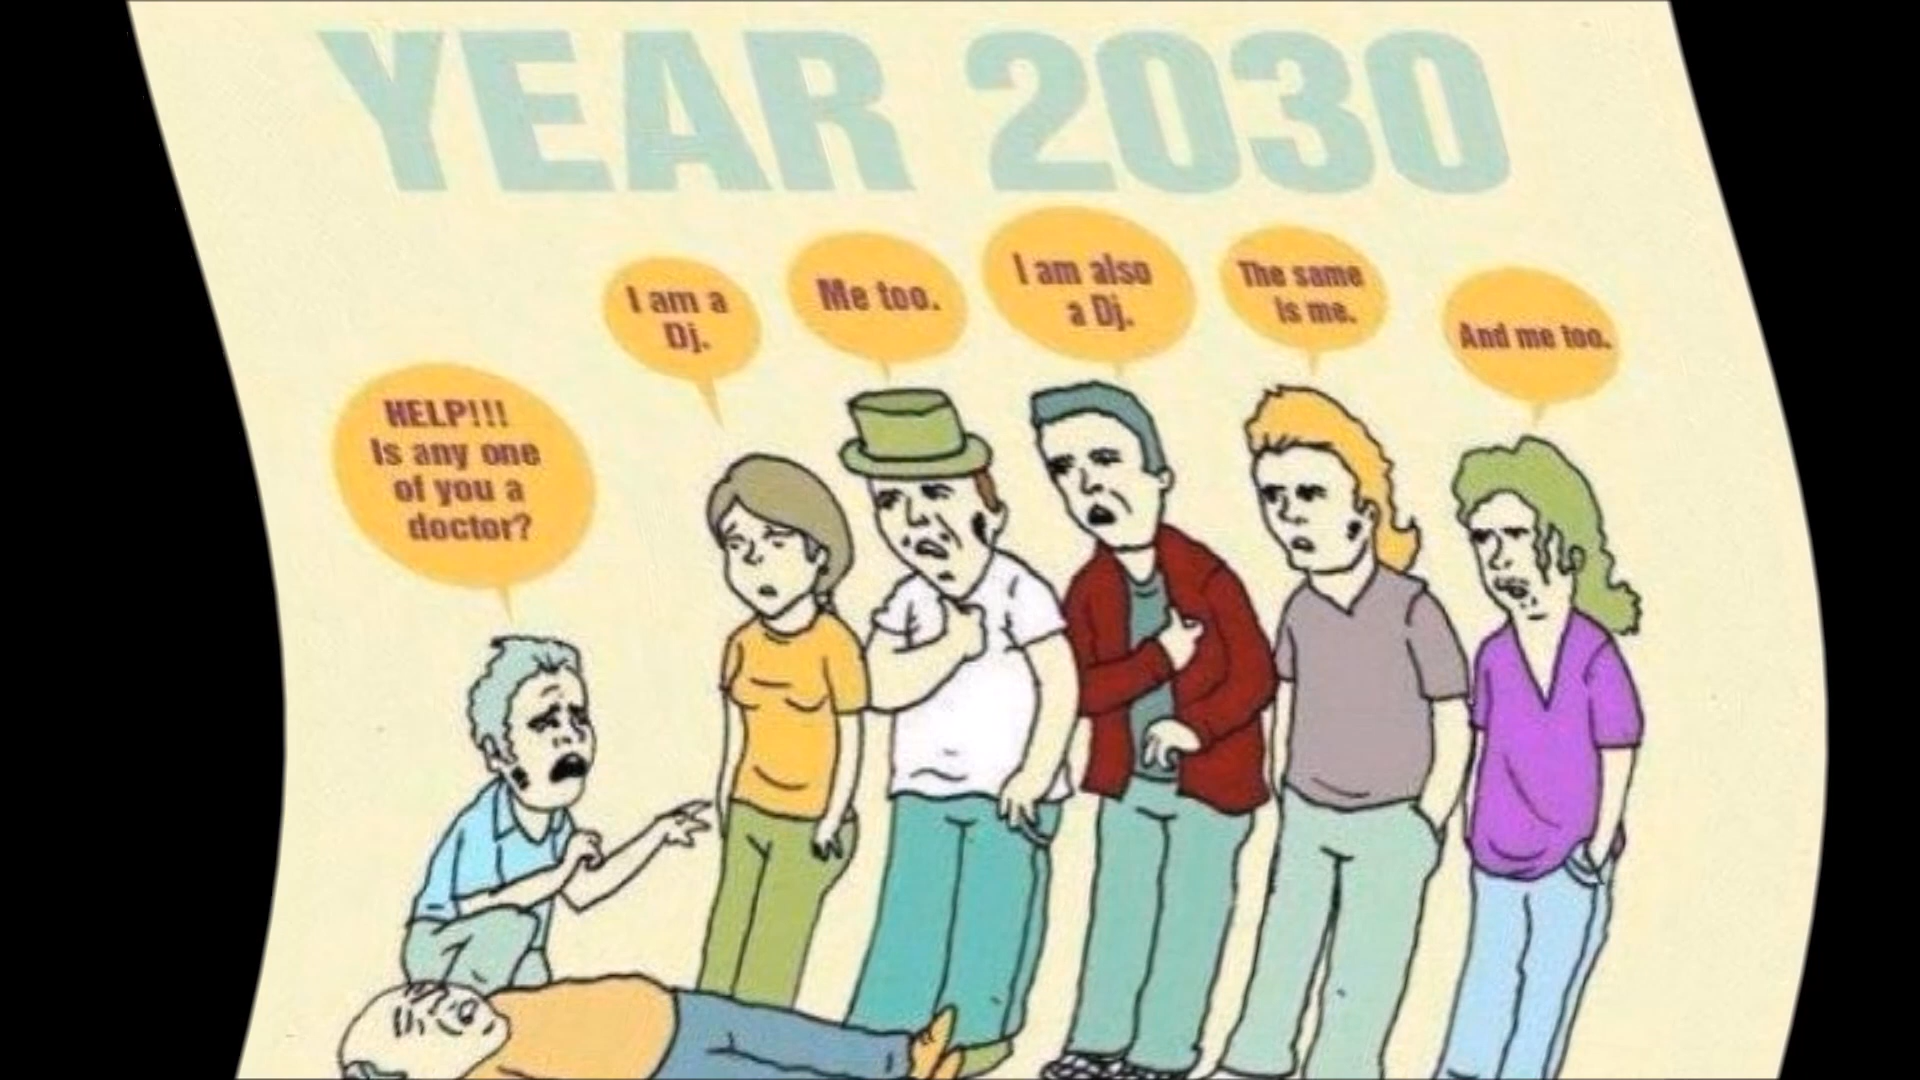 YEAR 2030
HELP!!!
Is any one
of you a
doctor?
I am a
Dj.
Me too.
I am also
a Dj.
The same
is me.
And me too.